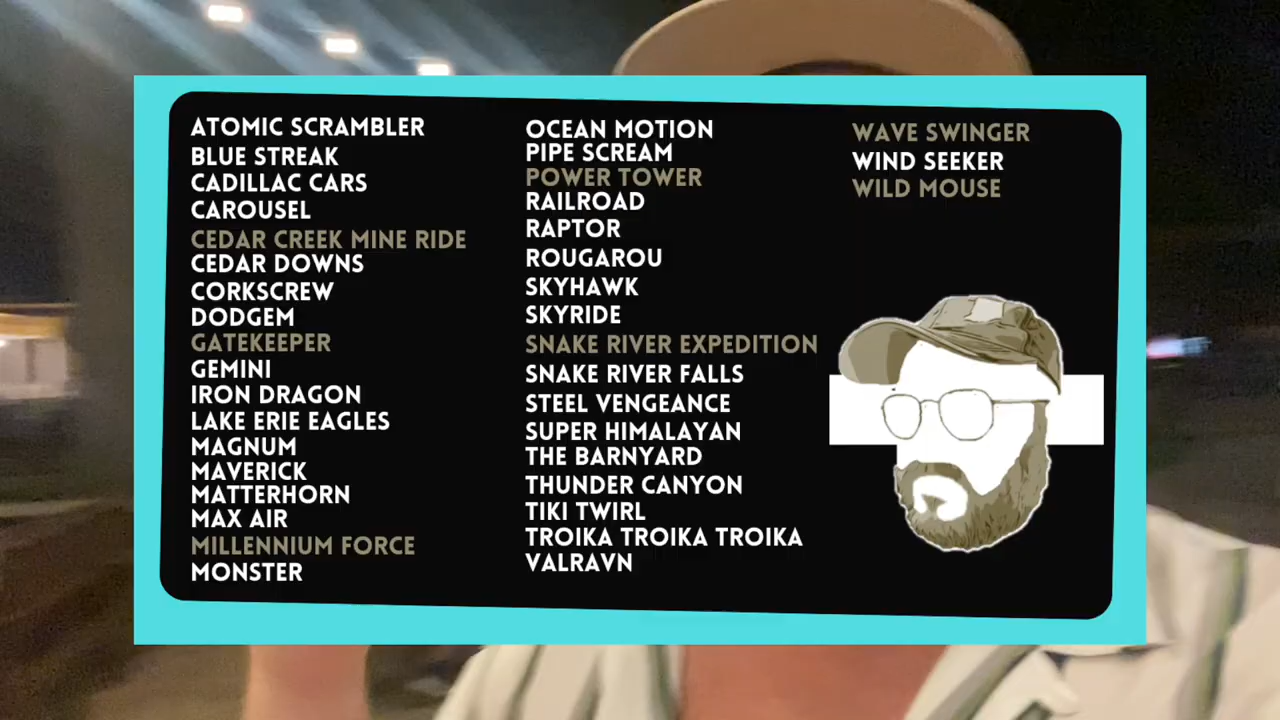 ATOMIC SCRAMBLER
BLUE STREAK
CADILLAC CARS
CAROUSEL
CEDAR CREEK MINE RIDE
CEDAR DOWNS
CORKSCREW
DODGEM
GATEKEEPER
GEMINI
IRON DRAGON
LAKE ERIE EAGLES
MAGNUM
MAVERICK
MATTERHORN
MAX AIR
MILLENNIUM FORCE
MONSTER
OCEAN MOTION
PIPE SCREAM
POWER TOWER
RAILROAD
RAPTOR
ROUGAROU
SKYHAWK
SKYRIDE
SNAKE RIVER EXPEDITION
SNAKE RIVER FALLS
STEEL VENGEANCE
SUPER HIMALAYAN
THE BARNYARD
THUNDER CANYON
TIKI TWIRL
TROIKA TROIKA TROIKA
VALRAVN
WAVE SWINGER
WIND SEEKER
WILD MOUSE